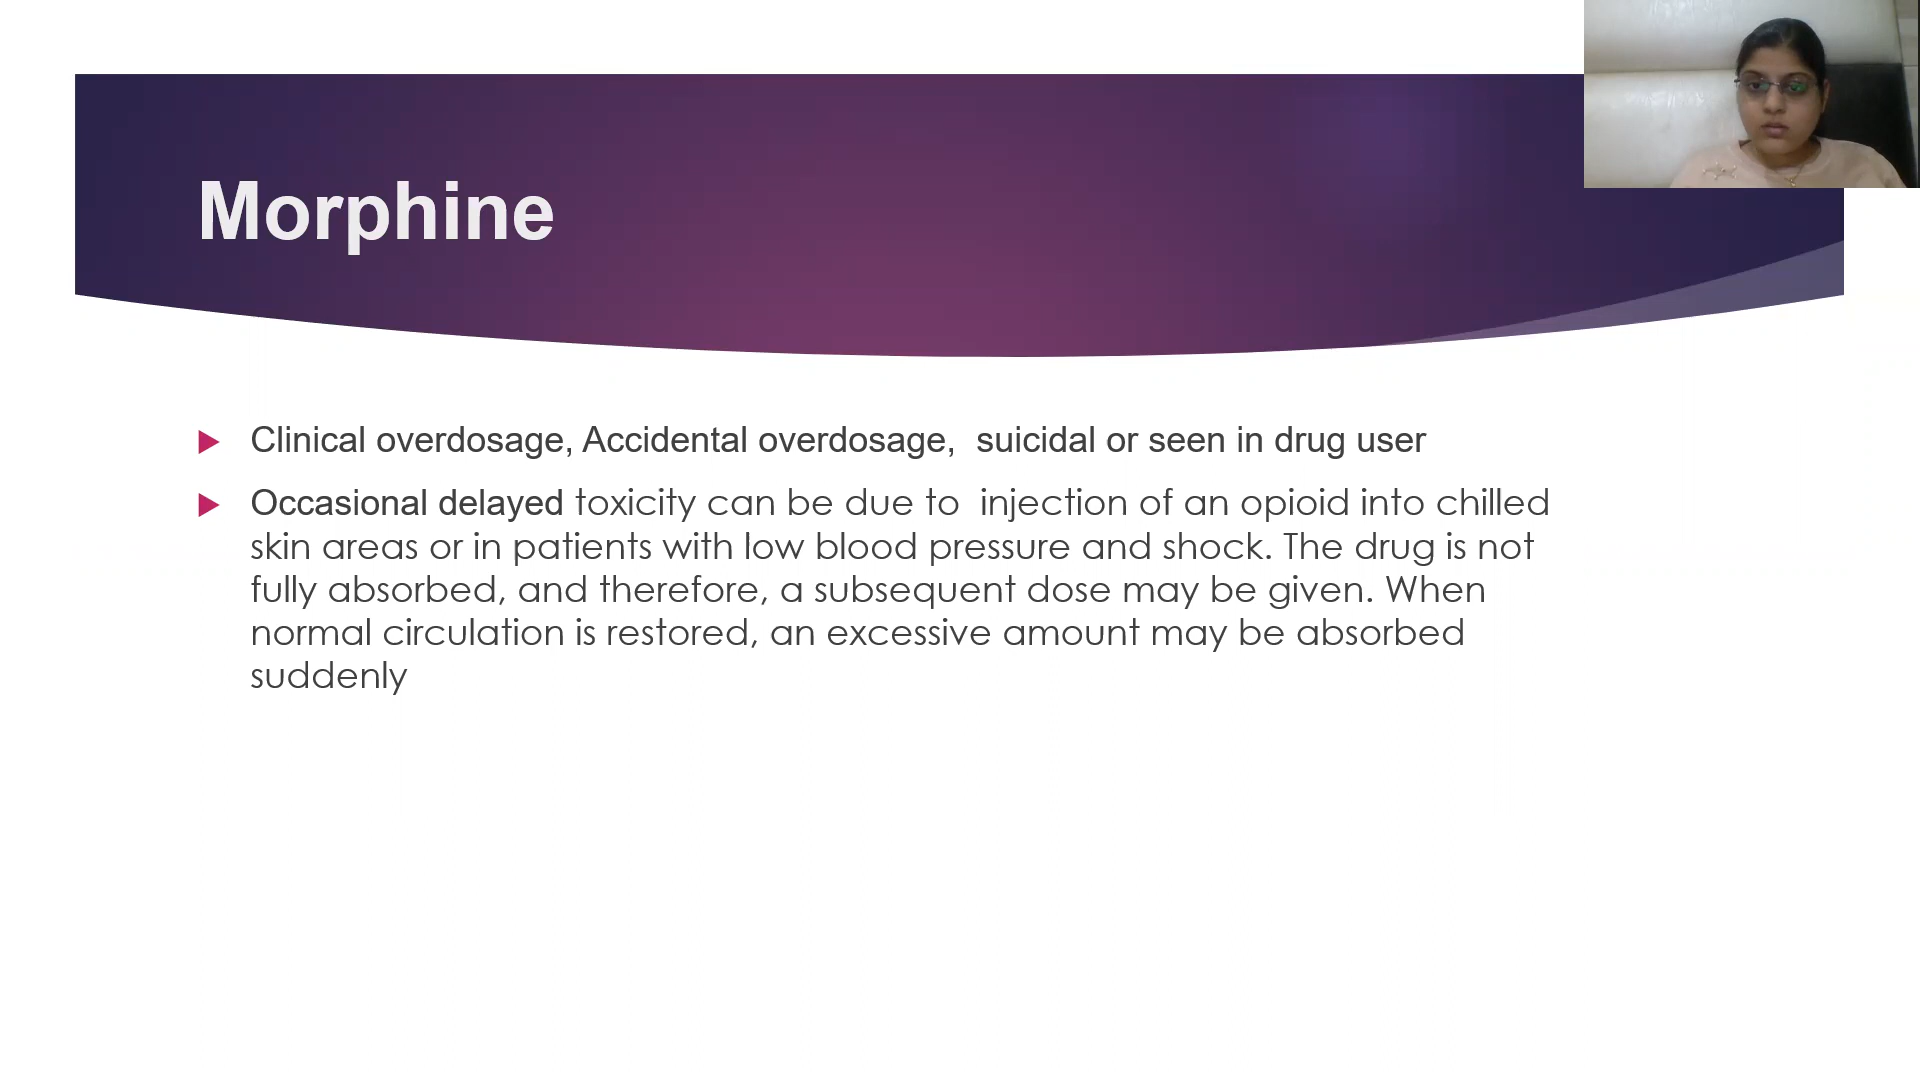 Morphine
Clinical overdosage, Accidental overdosage,  suicidal or seen in drug user
Occasional delayed toxicity can be due to  injection of an opioid into chilled
skin areas or in patients with low blood pressure and shock. The drug is not
fully absorbed, and therefore, a subsequent dose may be given. When
normal circulation is restored, an excessive amount may be absorbed
suddenly